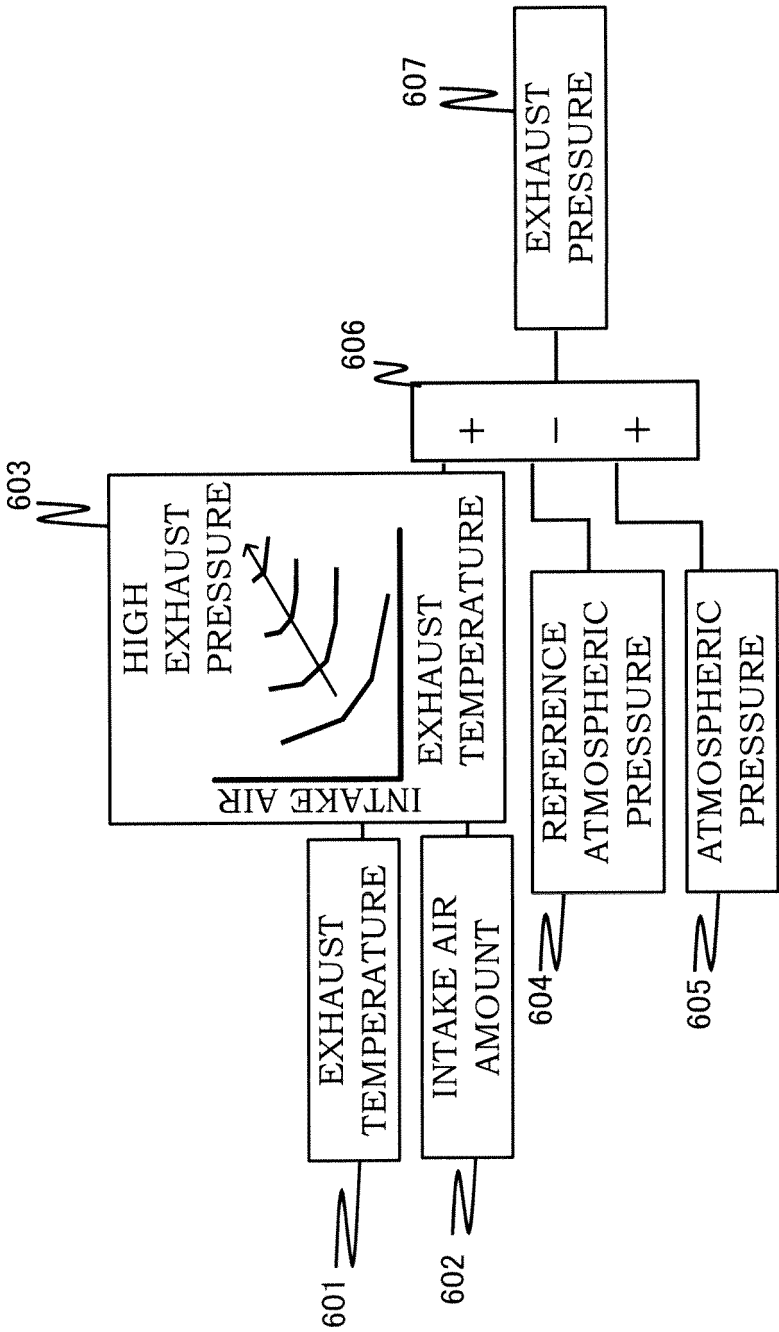 601
EXHAUST
TEMPERATURE
602
INTAKE AIR
AMOUNT
603
HIGH
EXHAUST
PRESSURE
INTAKE AIR
EXHAUST
TEMPERATURE
604
REFERENCE
ATMOSPHERIC
PRESSURE
605
ATMOSPHERIC
PRESSURE
606
+
−
+
607
EXHAUST
PRESSURE